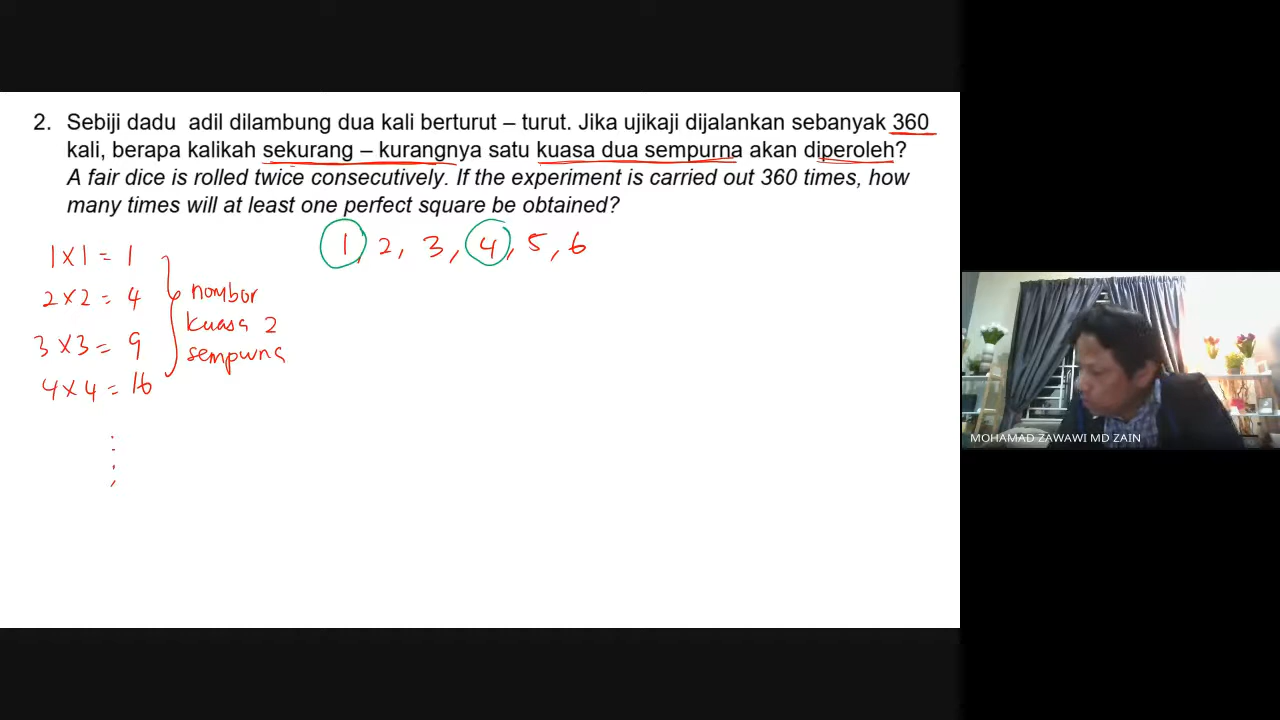 2. Sebiji dadu adil dilambung dua kali berturut – turut. Jika ujikaji dijalankan sebanyak 360
kali, berapa kalikah sekurang – kurangnya satu kuasa dua sempurna akan diperoleh?
A fair dice is rolled twice consecutively. If the experiment is carried out 360 times, how
many times will at least one perfect square be obtained?
1, 2, 3, 4, 5, 6
1 x 1 = 1
2 x 2 = 4
3 x 3 = 9
4 x 4 = 16
nombor
kuasa 2
sempurna
MOHAMAD ZAWAWI MD ZAIN